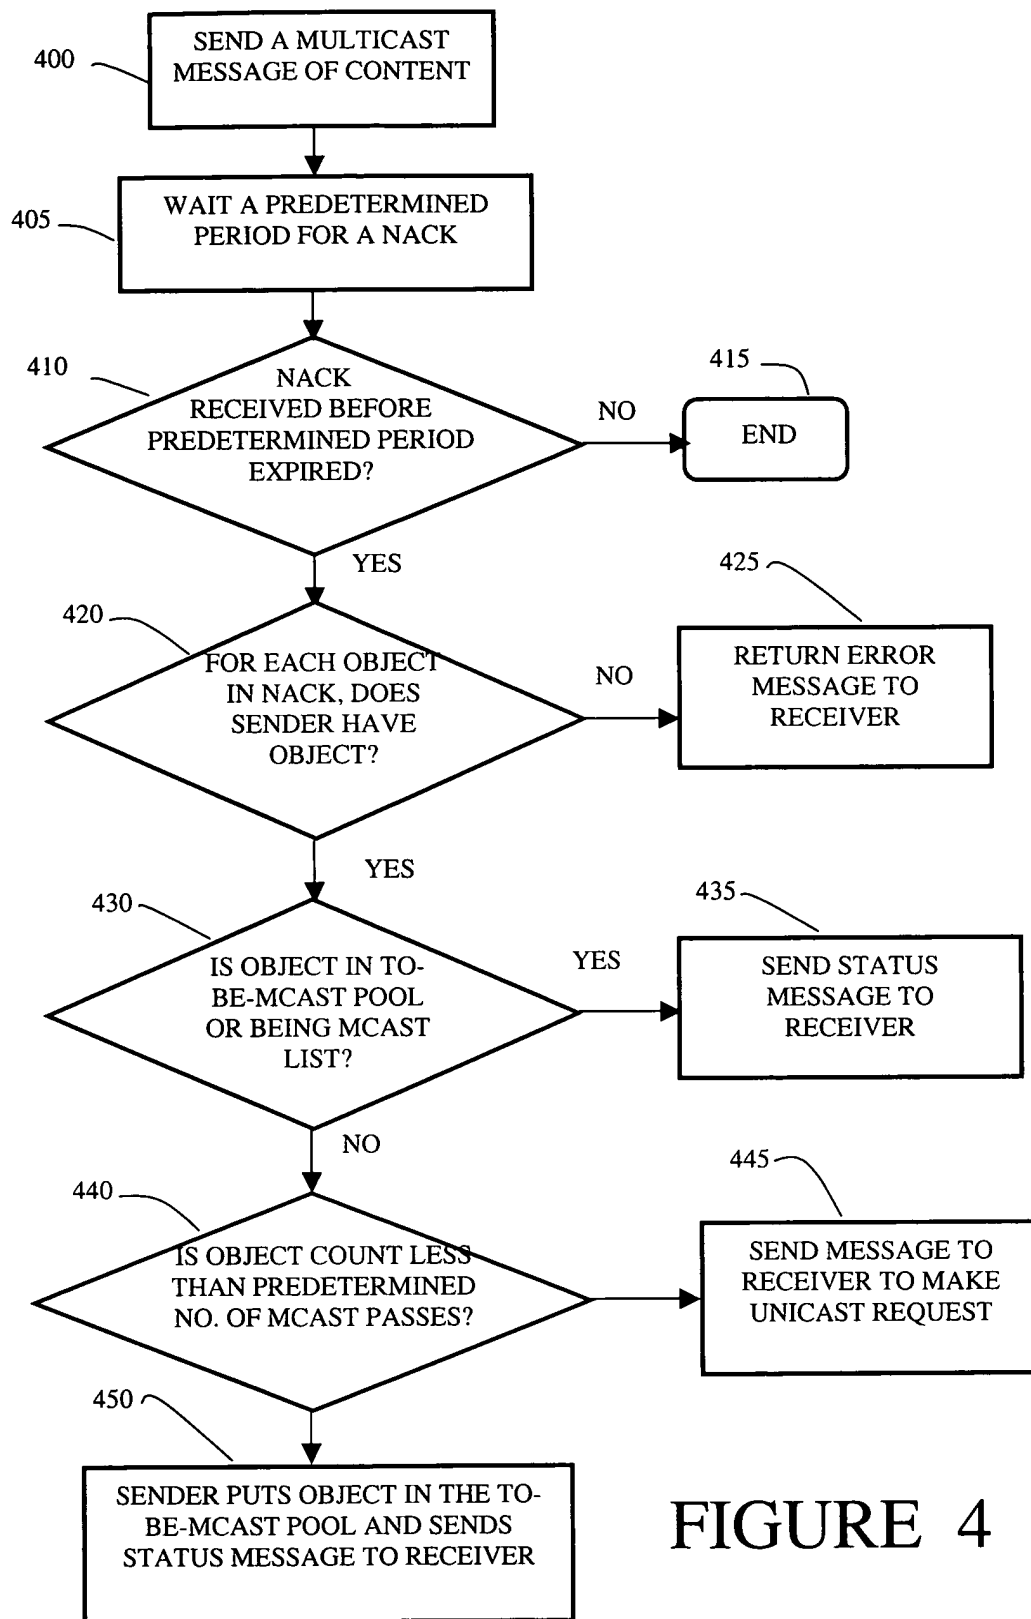 400
SEND A MULTICAST
MESSAGE OF CONTENT
405
WAIT A PREDETERMINED
PERIOD FOR A NACK
410
NACK
RECEIVED BEFORE
PREDETERMINED PERIOD
EXPIRED?
NO
415
END
YES
420
FOR EACH OBJECT
IN NACK, DOES
SENDER HAVE
OBJECT?
NO
425
RETURN ERROR
MESSAGE TO
RECEIVER
YES
430
IS OBJECT IN TO-
BE-MCAST POOL
OR BEING MCAST
LIST?
YES
435
SEND STATUS
MESSAGE TO
RECEIVER
NO
440
IS OBJECT COUNT LESS
THAN PREDETERMINED
NO. OF MCAST PASSES?
445
SEND MESSAGE TO
RECEIVER TO MAKE
UNICAST REQUEST
450
SENDER PUTS OBJECT IN THE TO-
BE-MCAST POOL AND SENDS
STATUS MESSAGE TO RECEIVER
FIGURE 4